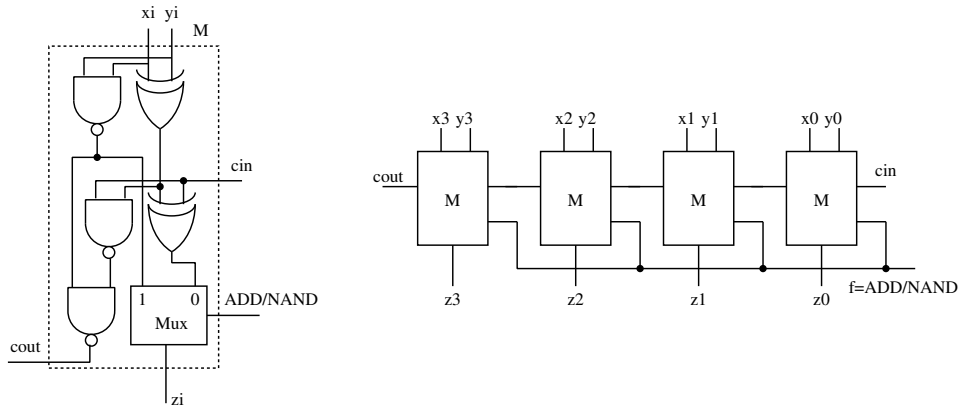 xi yi
M
cin
1 0
ADD/NAND
Mux
cout
zi
x3 y3
x2 y2
x1 y1
x0 y0
cout
cin
M
M
M
M
z3
z2
z1
z0
f=ADD/NAND